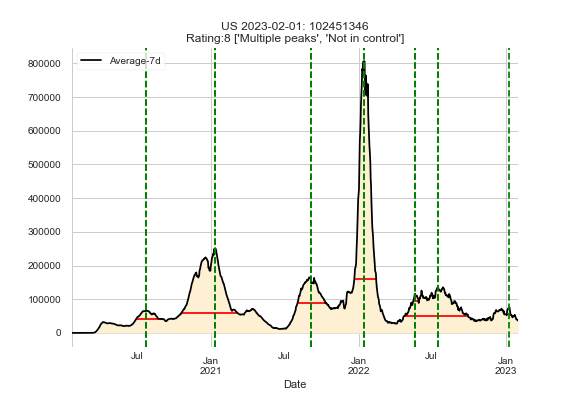 US 2023-02-01: 102451346
Rating:8 ['Multiple peaks', 'Not in control']
Average-7d
800000
700000
600000
500000
400000
300000
200000
100000
0
Jul Jan Jul Jan Jul Jan
2021 2022 2023
Date